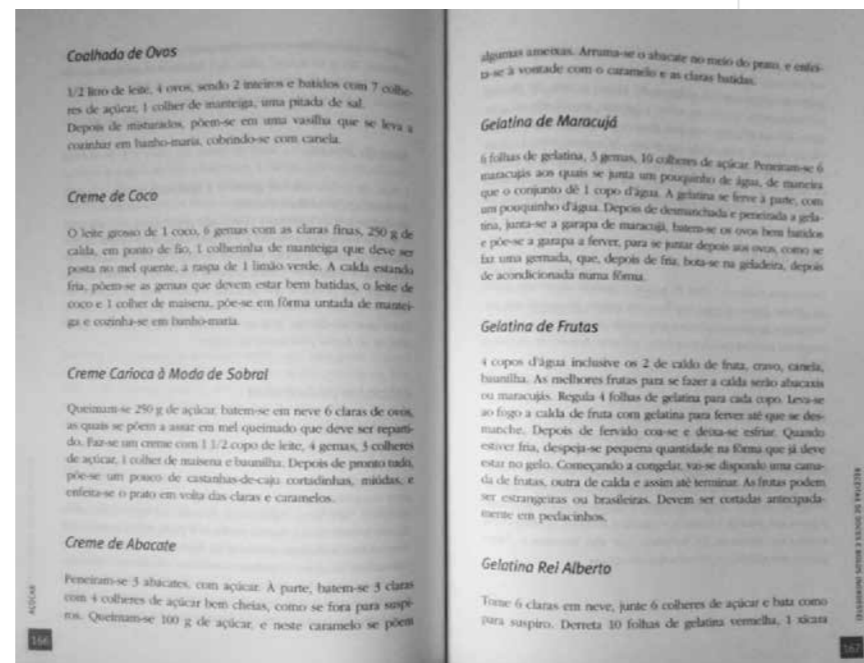 Coalhada de Ovos
1/2 litro de leite, 4 ovos, sendo 2 inteiros e batidos com 7 colhe-
res de açúcar, 1 colher de manteiga, uma pitada de sal.
Depois de misturados, põem-se em uma vasilha que se leva a
cozinhar em banho-maria, cobrindo-se com canela.
Creme de Coco
O leite grosso de 1 coco, 6 gemas com as claras finas, 250 g de
calda, em ponto de fio, 1 colherinha de manteiga que deve ser
posta no mel quente, a raspa de 1 limão verde. A calda estando
fria, põem-se as gemas que devem estar bem batidas, o leite de
coco e 1 colher de maisena, põe-se em fôrma untada de mantei-
ga e cozinha-se em banho-maria.
Creme Carioca à Moda de Sobral
Queimam-se 250 g de açúcar, batem-se em neve 6 claras de ovos,
as quais se põem a assar em mel queimado que deve ser reparti-
do. Faz-se um creme com 1 1/2 copo de leite, 4 gemas, 3 colheres
de açúcar, 1 colher de maisena e baunilha. Depois de pronto tudo,
põe-se um pouco de castanhas-de-caju cortadinhas, miúdas, e
enfeita-se o prato em volta das claras e caramelos.
Creme de Abacate
Peneiram-se 3 abacates, com açúcar. À parte, batem-se 3 claras
com 4 colheres de açúcar bem cheias, como se fora para suspi-
ros. Queimam-se 100 g de açúcar, e neste caramelo se põem
AÇÚCAR
166
algumas ameixas. Arruma-se o abacate no meio do prato, e enfei-
ta-se à vontade com o caramelo e as claras batidas.
Gelatina de Maracujá
6 folhas de gelatina, 3 gemas, 10 colheres de açúcar. Peneiram-se 6
maracujás aos quais se junta um pouquinho de água, de maneira
que o conjunto dê 1 copo d'água. A gelatina se ferve à parte, com
um pouquinho d'água. Depois de desmanchada e peneirada a gela-
tina, junta-se a garapa de maracujá, batem-se os ovos bem batidos
e põe-se a garapa a ferver, para se juntar depois aos ovos, como se
faz uma gemada, que, depois de fria, bota-se na geladeira, depois
de acondicionada numa fôrma.
Gelatina de Frutas
4 copos d'água inclusive os 2 de caldo de fruta, cravo, canela,
baunilha. As melhores frutas para se fazer a calda serão abacaxis
ou maracujás. Regula 4 folhas de gelatina para cada copo. Leva-se
ao fogo a calda de fruta com gelatina para ferver até que se des-
manche. Depois de fervido coa-se e deixa-se esfriar. Quando
estiver fria, despeja-se pequena quantidade na fôrma que já deve
estar no gelo. Começando a congelar, vai-se dispondo uma cama-
da de frutas, outra de calda e assim até terminar. As frutas podem
ser estrangeiras ou brasileiras. Devem ser cortadas antecipada-
mente em pedacinhos.
Gelatina Rei Alberto
Tome 6 claras em neve, junte 6 colheres de açúcar e bata como
para suspiro. Derreta 10 folhas de gelatina vermelha, 1 xícara
RECEITAS DE DOCES E BOLOS DO NORDESTE
167